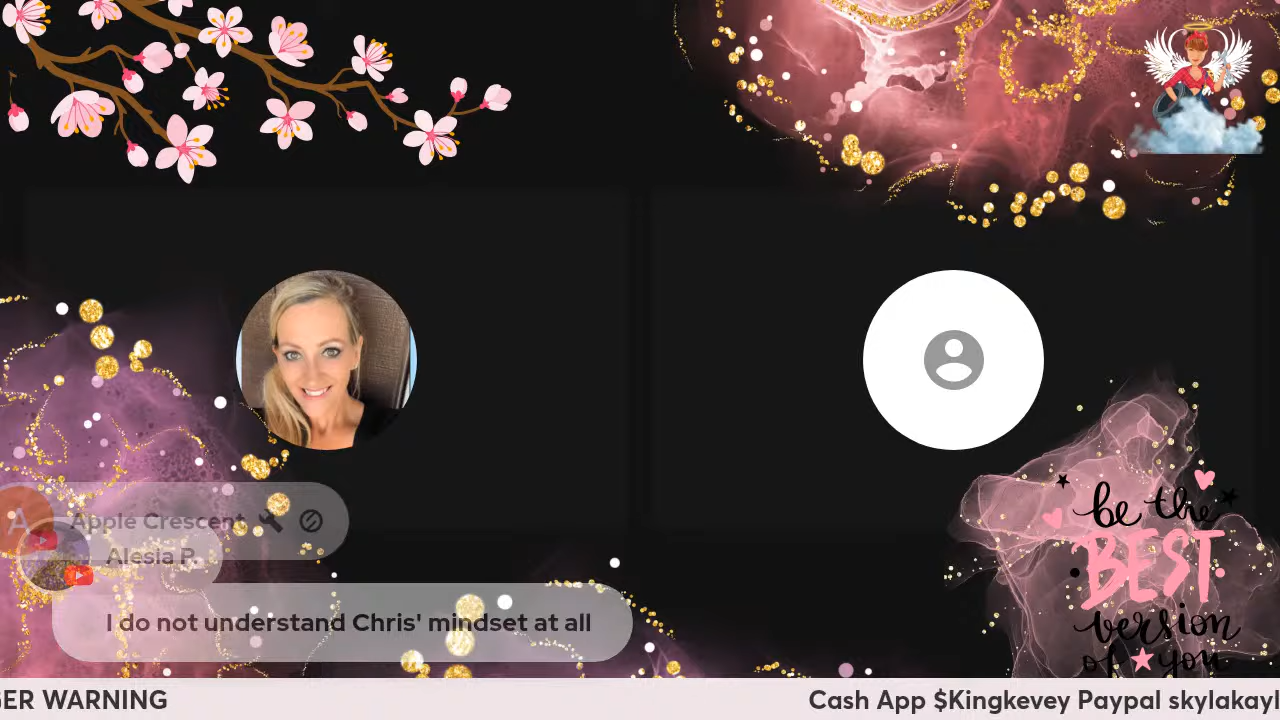 be the
BEST
version
of you
A Apple Crescent
Alesia P.
I do not understand Chris' mindset at all
GER WARNING
Cash App $Kingkevey Paypal skylakayl